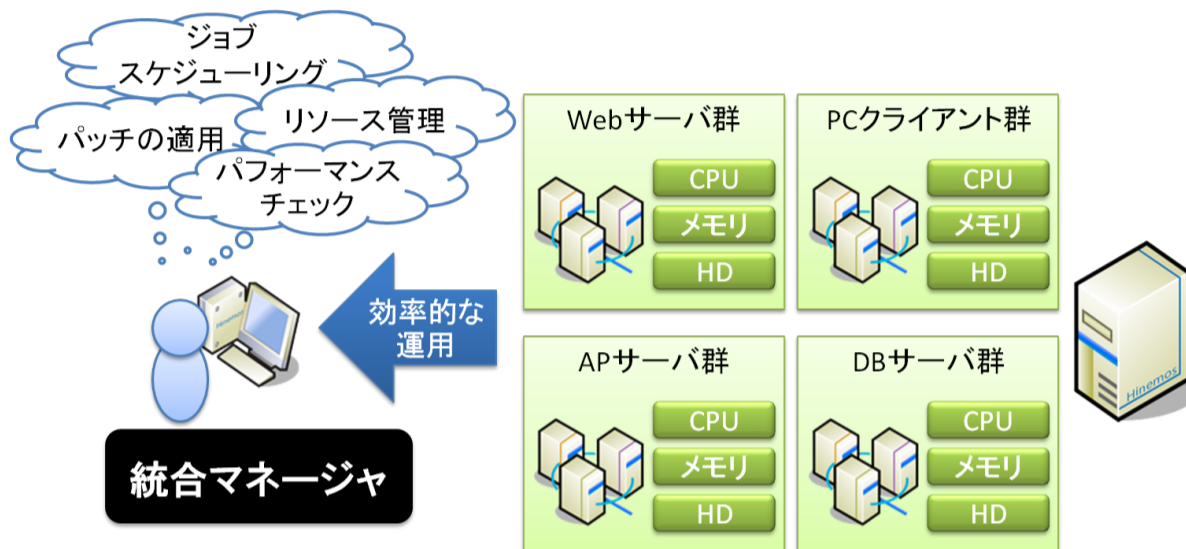 ジョブ
スケジューリング
リソース管理
パッチの適用
パフォーマンス
チェック
Hinemos
効率的な
運用
統合マネージャ
Webサーバ群
CPU
メモリ
HD
PCクライアント群
CPU
メモリ
HD
APサーバ群
CPU
メモリ
HD
DBサーバ群
CPU
メモリ
HD
Hinemos